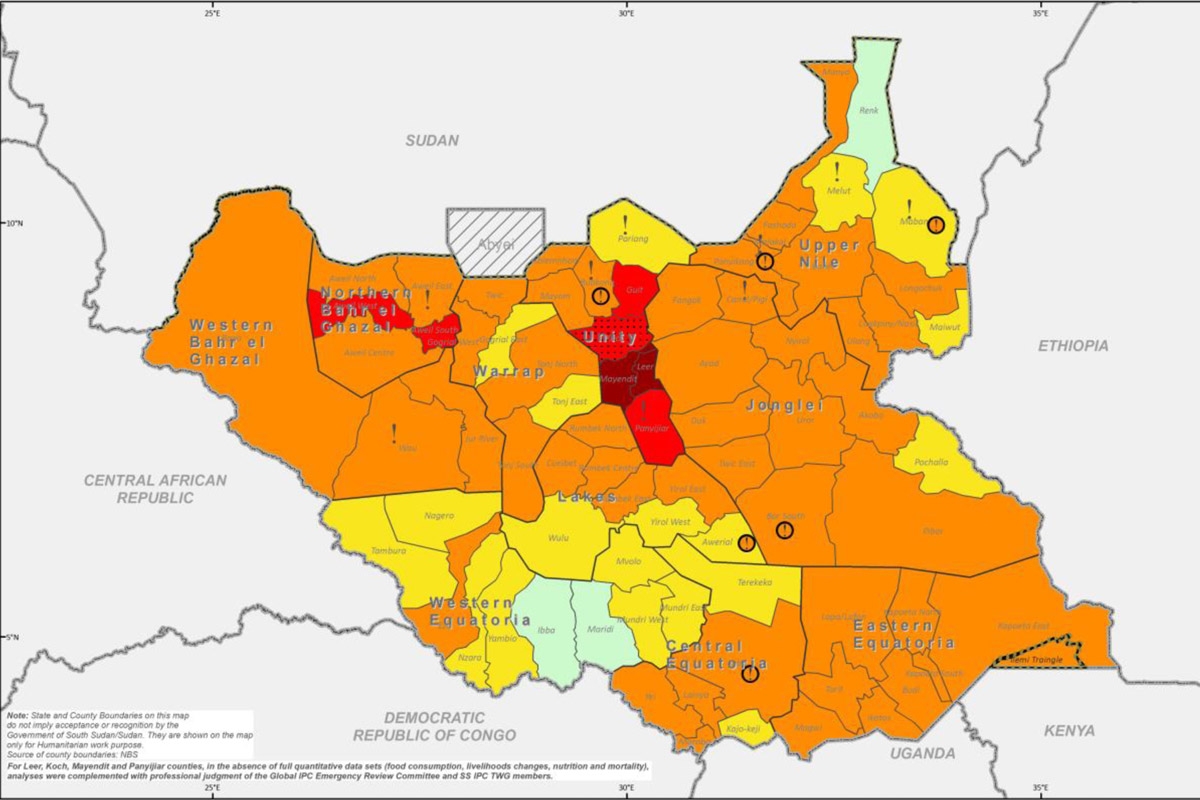 25°E
30°E
35°E
SUDAN
Manyo
Renk
Melut
10°N
Abyei
Pariang
Maban
Fashoda
Upper
Nile
Aweil North
Aweil East
Northern
Bahr el
Ghazal
Aweil South
Aweil Centre
Twic
Mayom
Guit
Fangak
Canal/Pigi
Panyikang
Longochuk
Maiwut
ETHIOPIA
Western
Bahr el
Ghazal
Gogrial West
Gogrial East
Unity
Nyirol
Ulang
Warrap
Tonj North
Mayendit
Leer
Ayod
Tonj East
Panyijiar
Jonglei
Uror
Akobo
Duk
Wau
Jur River
Rumbek North
Tonj South
Cueibet
Rumbek Centre
Twic East
Pochalla
CENTRAL AFRICAN
REPUBLIC
Lakes
Yirol East
Nagero
Wulu
Yirol West
Awerial
Bor South
Pibor
Tambura
Mvolo
Terekeka
Western
Equatoria
Ibba
Maridi
Mundri East
Mundri West
Yambio
Nzara
Central
Equatoria
Lopa/Lafon
Kapoeta North
Eastern
Equatoria
Kapoeta East
5°N
Ilemi Traingle
Kapoeta South
Torit
Budi
Yei
Lainya
Kajo-keji
Magwi
Ikotos
Note: State and County Boundaries on this map
do not imply acceptance or recognition by the
Government of South Sudan/Sudan. They are shown on the map
only for Humanitarian work purpose.
Source of county boundaries: NBS
DEMOCRATIC
REPUBLIC OF CONGO
KENYA
UGANDA
For Leer, Koch, Mayendit and Panyijiar counties, in the absence of full quantitative data sets (food consumption, livelihoods changes, nutrition and mortality),
analyses were complemented with professional judgment of the Global IPC Emergency Review Committee and SS IPC TWG members.
25°E
30°E
35°E